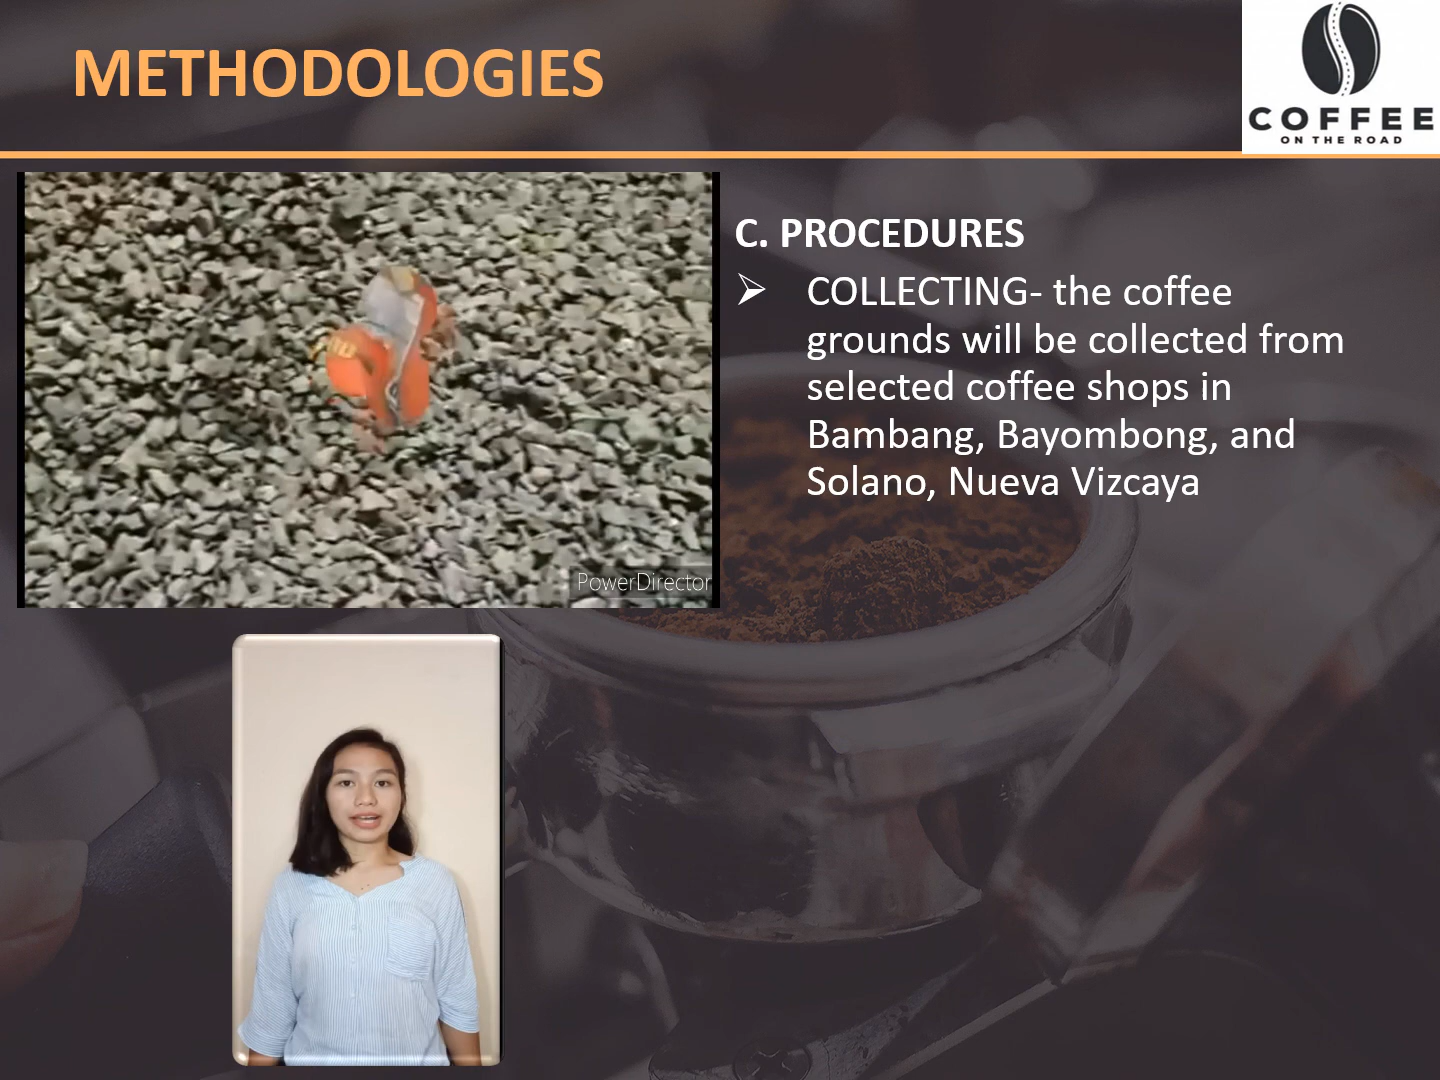 METHODOLOGIES
COFFEE
ON THE ROAD
C. PROCEDURES
➢ COLLECTING- the coffee
grounds will be collected from
selected coffee shops in
Bambang, Bayombong, and
Solano, Nueva Vizcaya
PowerDirector